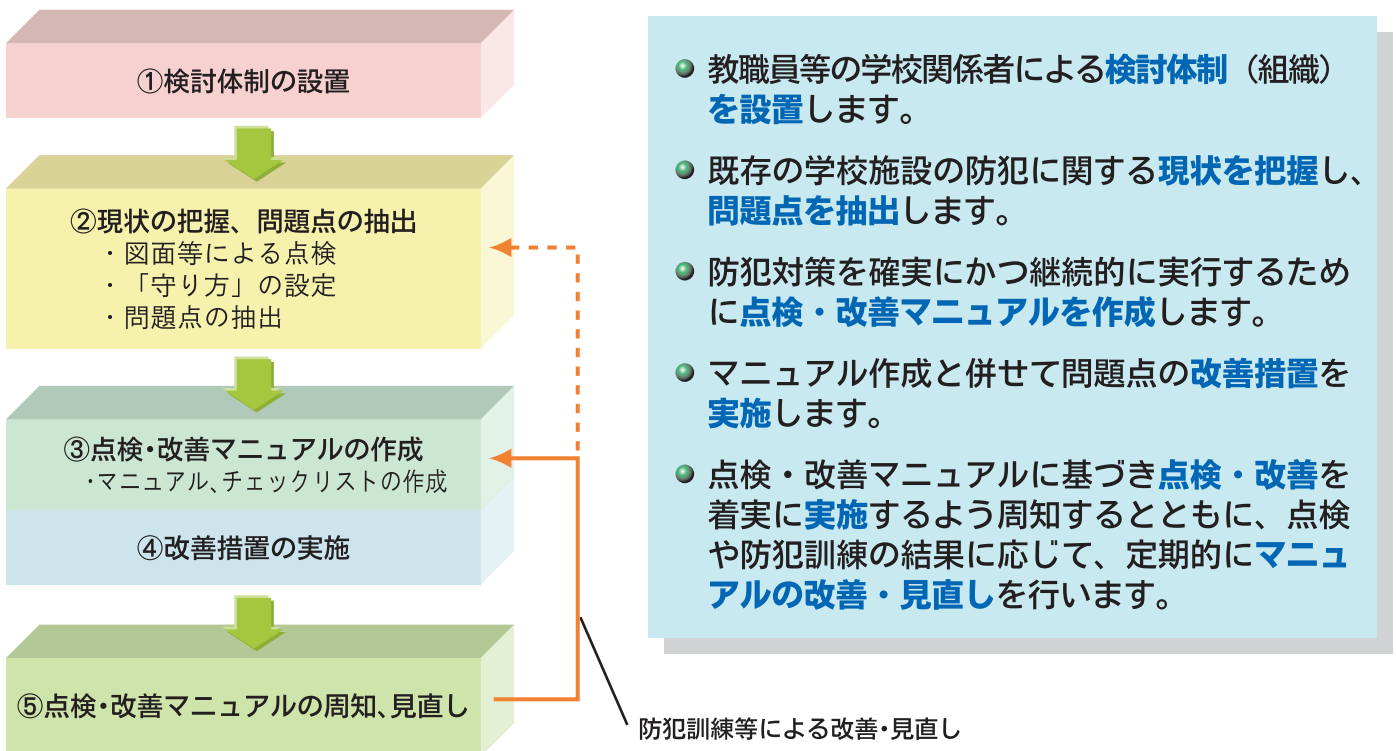 ①検討体制の設置
②現状の把握、問題点の抽出
・図面等による点検
・「守り方」の設定
・問題点の抽出
③点検・改善マニュアルの作成
・マニュアル、チェックリストの作成
④改善措置の実施
⑤点検・改善マニュアルの周知、見直し
防犯訓練等による改善・見直し
教職員等の学校関係者による検討体制（組織）
を設置します。
既存の学校施設の防犯に関する現状を把握し、
問題点を抽出します。
防犯対策を確実にかつ継続的に実行するため
に点検・改善マニュアルを作成します。
マニュアル作成と併せて問題点の改善措置を
実施します。
点検・改善マニュアルに基づき点検・改善を
着実に実施するよう周知するとともに、点検
や防犯訓練の結果に応じて、定期的にマニュ
アルの改善・見直しを行います。